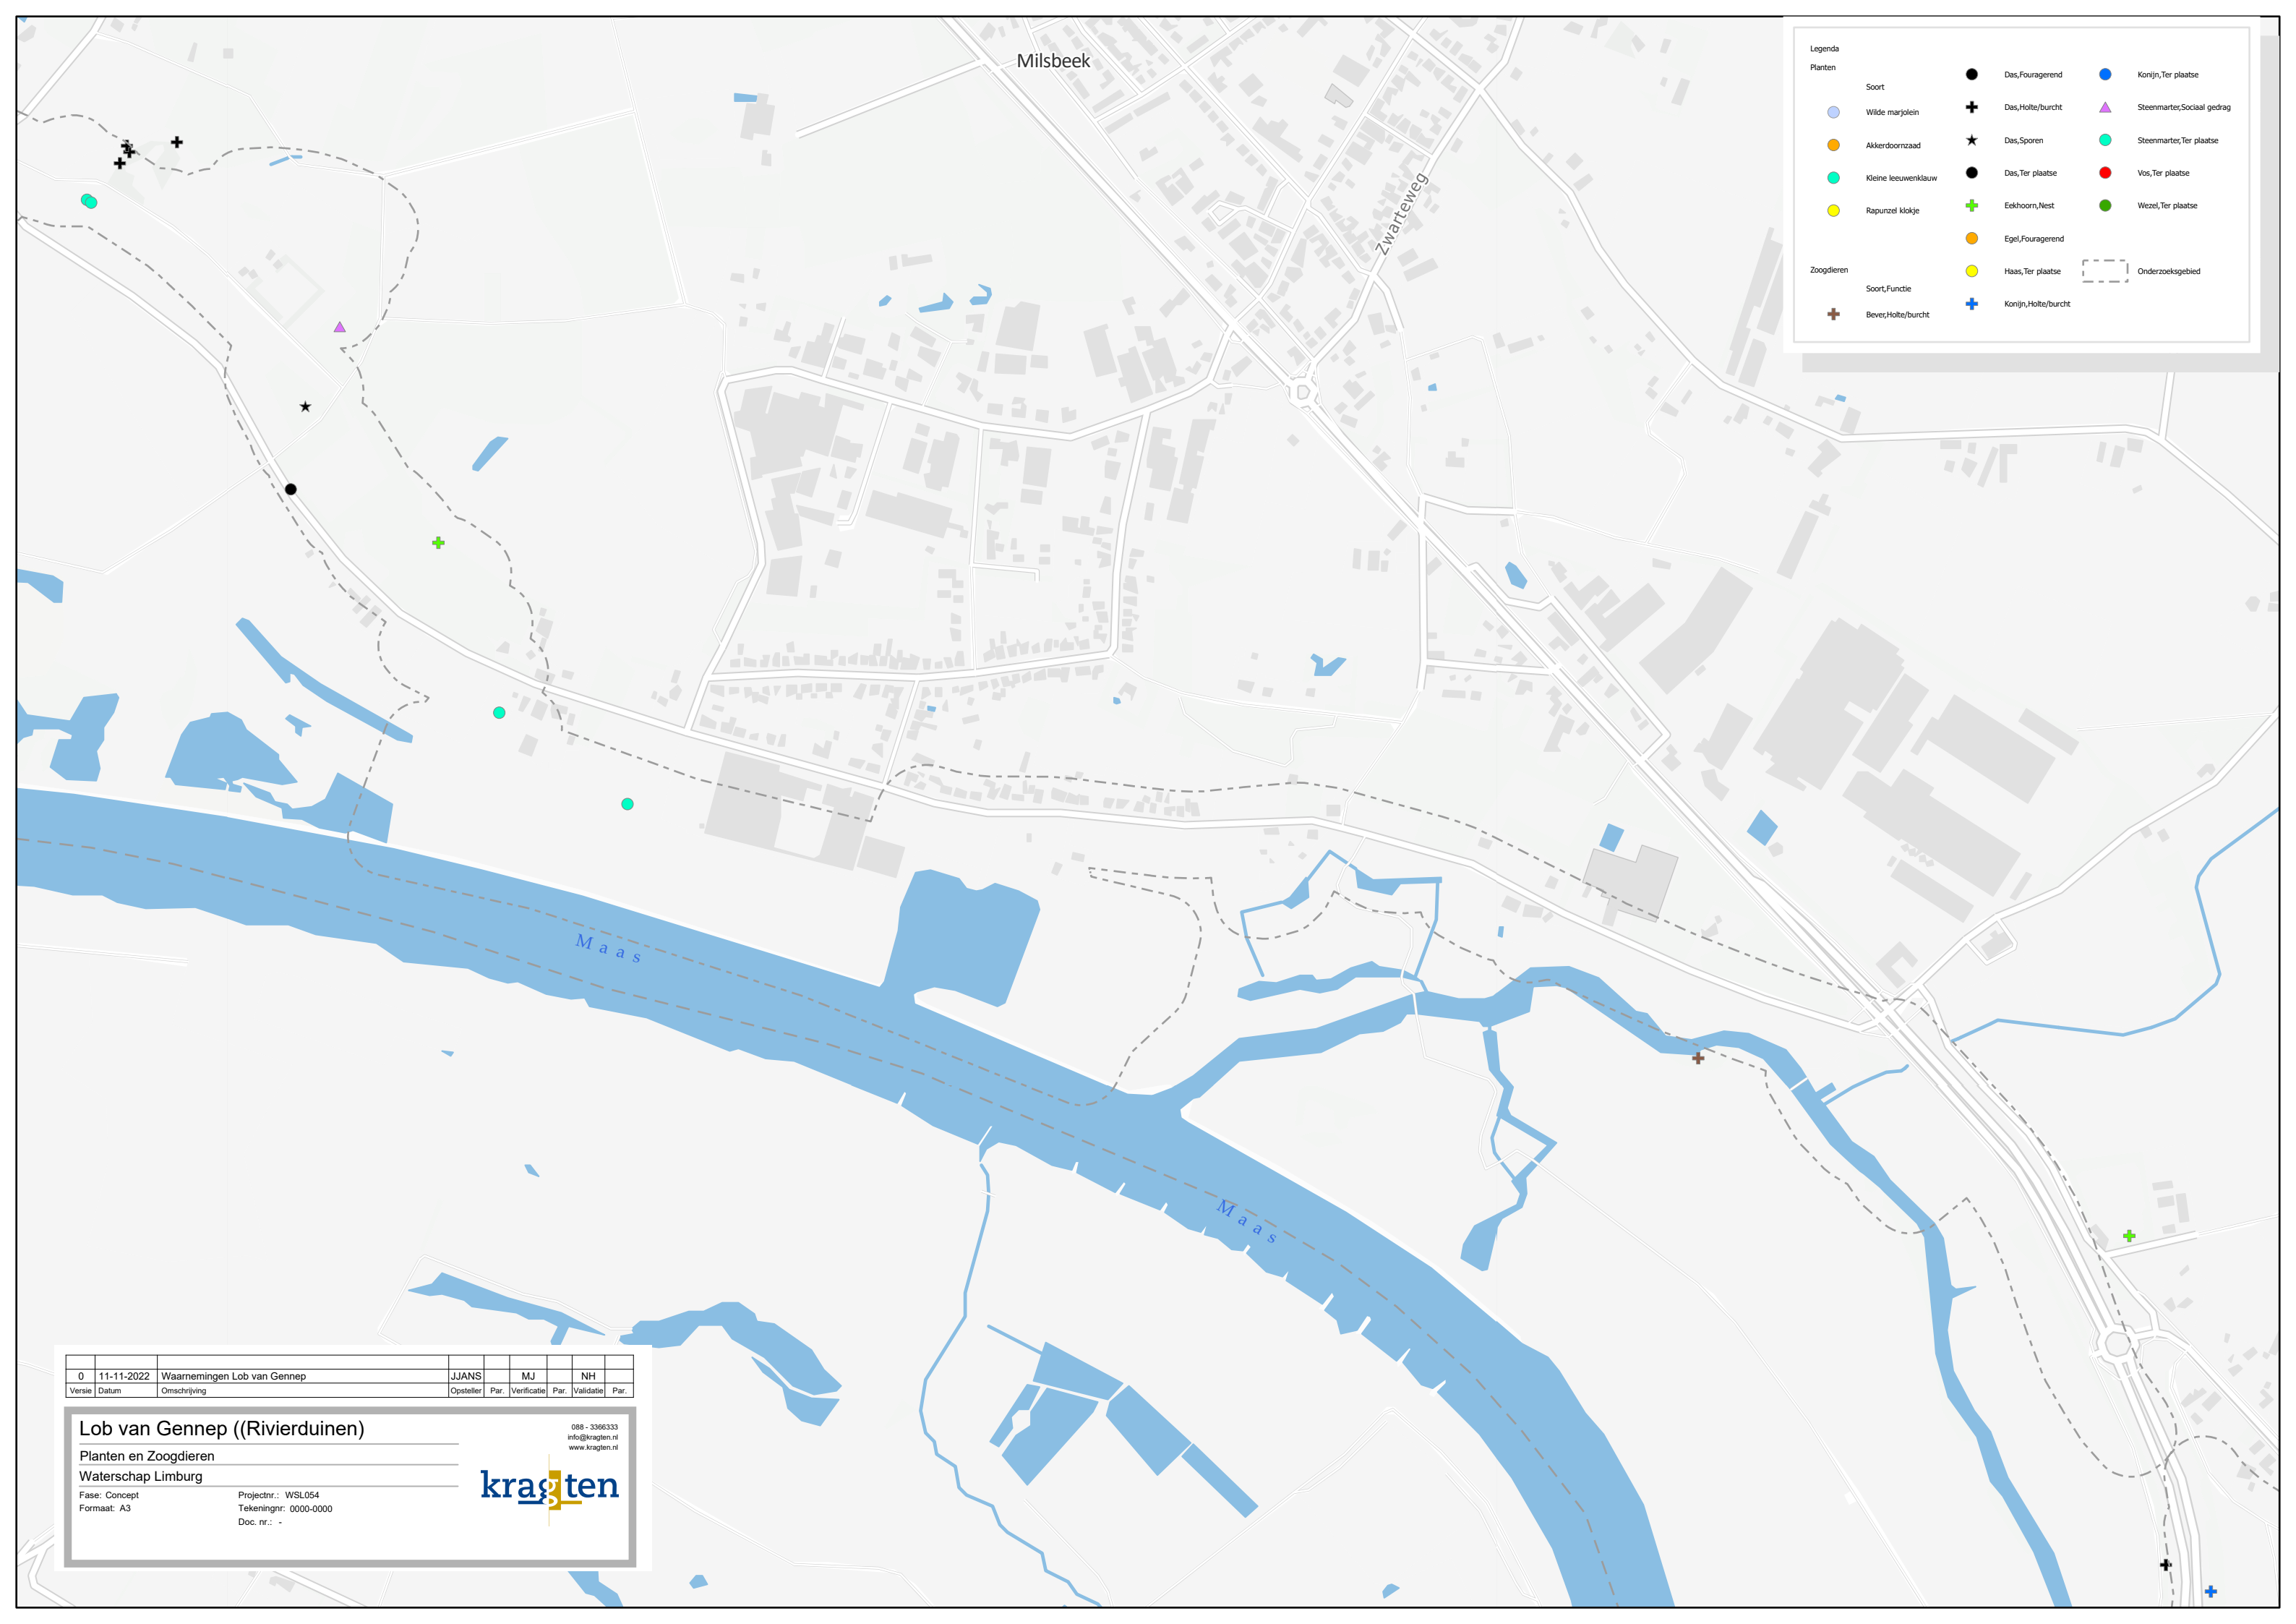 Milsbeek
Zwarteweg
Maas
Maas
Legenda
Planten
Soort
Wilde marjolein
Akkerdoornzaad
Kleine leeuwenklauw
Rapunzel klokje
Zoogdieren
Soort,Functie
Bever,Holte/burcht
Das,Fouragerend
Das,Holte/burcht
Das,Sporen
Das,Ter plaatse
Eekhoorn,Nest
Egel,Fouragerend
Haas,Ter plaatse
Konijn,Holte/burcht
Konijn,Ter plaatse
Steenmarter,Sociaal gedrag
Steenmarter,Ter plaatse
Vos,Ter plaatse
Wezel,Ter plaatse
Onderzoeksgebied
0 11-11-2022 Waarnemingen Lob van Gennep JJANS MJ NH
Versie Datum Omschrijving Opsteller Par. Verificatie Par. Validatie Par.
Lob van Gennep ((Rivierduinen)
Planten en Zoogdieren
Waterschap Limburg
Fase: Concept Projectnr.: WSL054
Formaat: A3 Tekeningnr: 0000-0000
Doc. nr.: -
088 - 3366333
info@kragten.nl
www.kragten.nl
kragten